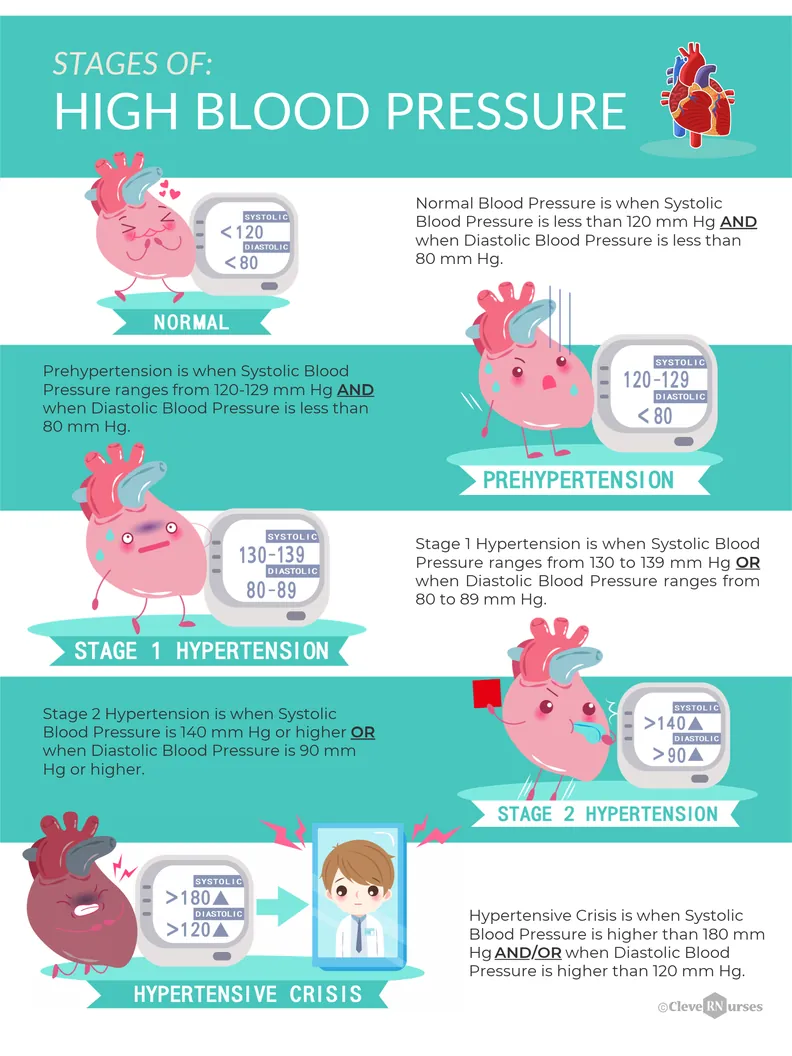 STAGES OF:
HIGH BLOOD PRESSURE
SYSTOLIC
<120
DIASTOLIC
<80
NORMAL
Normal Blood Pressure is when Systolic
Blood Pressure is less than 120 mm Hg AND
when Diastolic Blood Pressure is less than
80 mm Hg.
Prehypertension is when Systolic Blood
Pressure ranges from 120-129 mm Hg AND
when Diastolic Blood Pressure is less than
80 mm Hg.
SYSTOLIC
120-129
DIASTOLIC
<80
PREHYPERTENSION
SYSTOLIC
130-139
DIASTOLIC
80-89
STAGE 1 HYPERTENSION
Stage 1 Hypertension is when Systolic Blood
Pressure ranges from 130 to 139 mm Hg OR
when Diastolic Blood Pressure ranges from
80 to 89 mm Hg.
Stage 2 Hypertension is when Systolic
Blood Pressure is 140 mm Hg or higher OR
when Diastolic Blood Pressure is 90 mm
Hg or higher.
SYSTOLIC
>140▲
DIASTOLIC
>90▲
STAGE 2 HYPERTENSION
SYSTOLIC
>180▲
DIASTOLIC
>120▲
HYPERTENSIVE CRISIS
Hypertensive Crisis is when Systolic
Blood Pressure is higher than 180 mm
Hg AND/OR when Diastolic Blood
Pressure is higher than 120 mm Hg.
©CleveRNurses